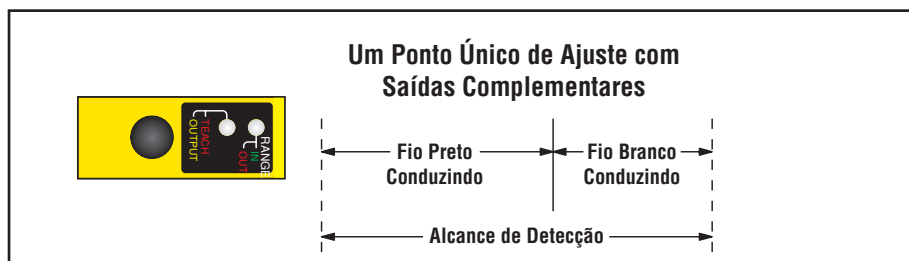 Um Ponto Único de Ajuste com
Saídas Complementares
TEACH
OUTPUT
RANGE
IN
OUT
Fio Preto
Conduzindo
Fio Branco
Conduzindo
Alcance de Detecção